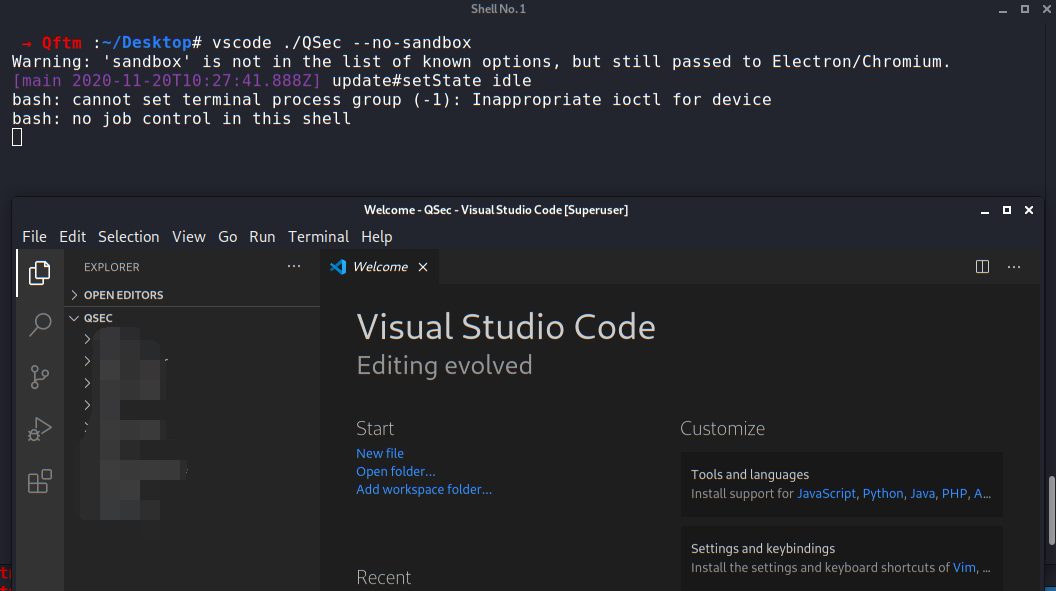 Shell No. 1
→ Qftm :~/Desktop# vscode ./QSec --no-sandbox
Warning: 'sandbox' is not in the list of known options, but still passed to Electron/Chromium.
[main 2020-11-20T10:27:41.888Z] update#setState idle
bash: cannot set terminal process group (-1): Inappropriate ioctl for device
bash: no job control in this shell
Welcome - QSec - Visual Studio Code [Superuser]
File Edit Selection View Go Run Terminal Help
EXPLORER ···
Welcome
OPEN EDITORS
QSEC
Visual Studio Code
Editing evolved
Start
New file
Open folder...
Add workspace folder...
Recent
Customize
Tools and languages
Install support for JavaScript, Python, Java, PHP, A...
Settings and keybindings
Install the settings and keyboard shortcuts of Vim, ...